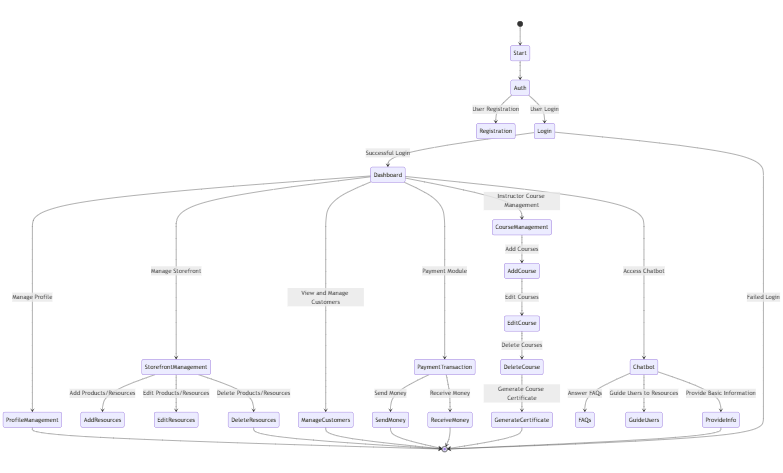 Start
Auth
User Registration
User Login
Registration
Login
Successful Login
Dashboard
Instructor Course
Management
CourseManagement
Add Courses
AddCourse
Manage Storefront
Payment Module
Access Chatbot
Manage Profile
View and Manage
Customers
Edit Courses
Failed Login
EditCourse
Delete Courses
StorefrontManagement
PaymentTransaction
DeleteCourse
Chatbot
Add Products/Resources
Edit Products/Resources
Delete Products/Resources
Send Money
Receive Money
Generate Course
Certificate
Answer FAQs
Guide Users to Resources
Provide Basic Information
ProfileManagement
AddResources
EditResources
DeleteResources
ManageCustomers
SendMoney
ReceiveMoney
GenerateCertificate
FAQs
GuideUsers
ProvideInfo